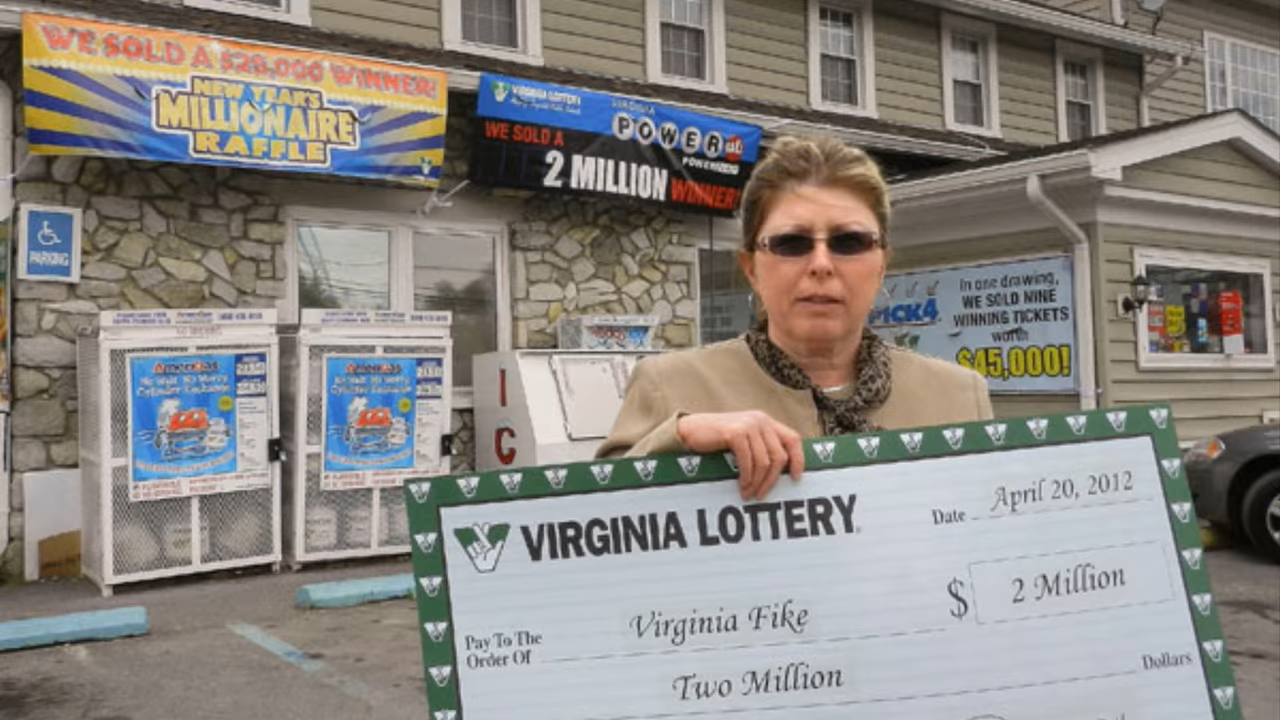 WE SOLD A $28,000 WINNER!
NEW YEAR'S
MILLIONAIRE
RAFFLE
VIRGINIA LOTTERY
POWER
WE SOLD A
2 MILLION WINNER!
PARKING
I
C
PICK4
In one drawing,
WE SOLD NINE
WINNING TICKETS
worth
$45,000!
VIRGINIA LOTTERY
Date April 20, 2012
Pay To The
Order Of Virginia Fike $ 2 Million
Two Million Dollars